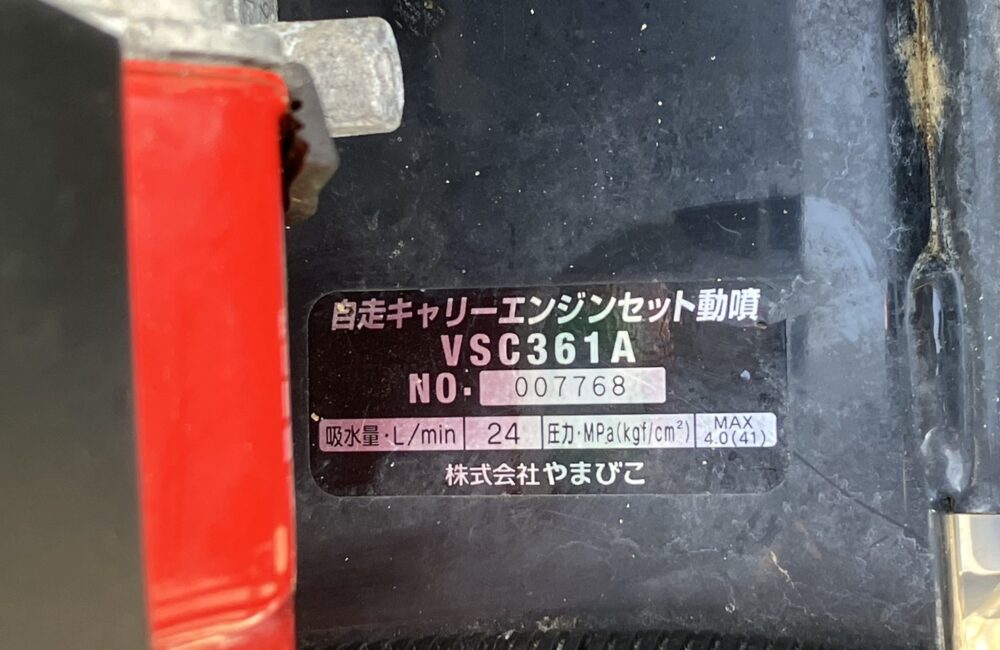 自走キャリーエンジンセット動噴
VSC361A
NO. 007768
吸水量・L/min 24 圧力・MPa(kgf/cm²) MAX 4.0(41)
株式会社やまびこ